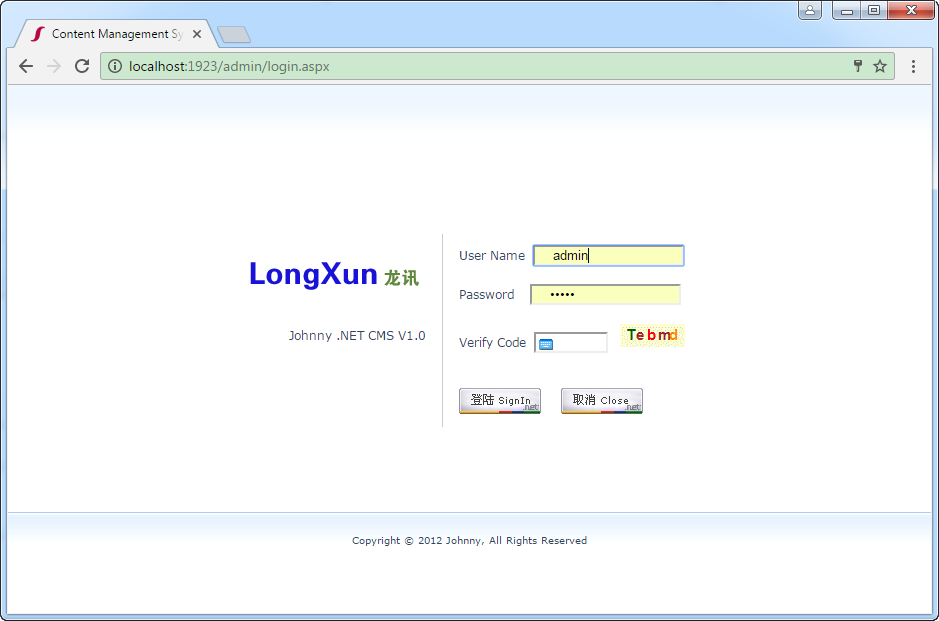 Content Management Sy
localhost:1923/admin/login.aspx
LongXun 龙讯
Johnny .NET CMS V1.0
User Name admin
Password •••••
Verify Code Tebmd
登陆 SignIn .net
取消 Close .net
Copyright © 2012 Johnny, All Rights Reserved